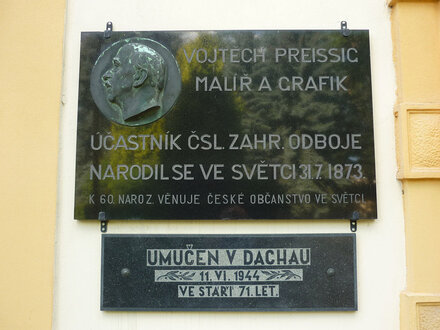 VOJTECH PREISSIG
MALÍŘ A GRAFIK
ÚČASTNÍK ČSL. ZAHR. ODBOJE
NARODIL SE VE SVĚTCI 31.7. 1873.
K 60. NAROZ. VĚNUJE ČESKÉ OBČANSTVO VE SVĚTCI
UMUČEN V DACHAU
11. VI. 1944
VE STAŘÍ 71. LET.